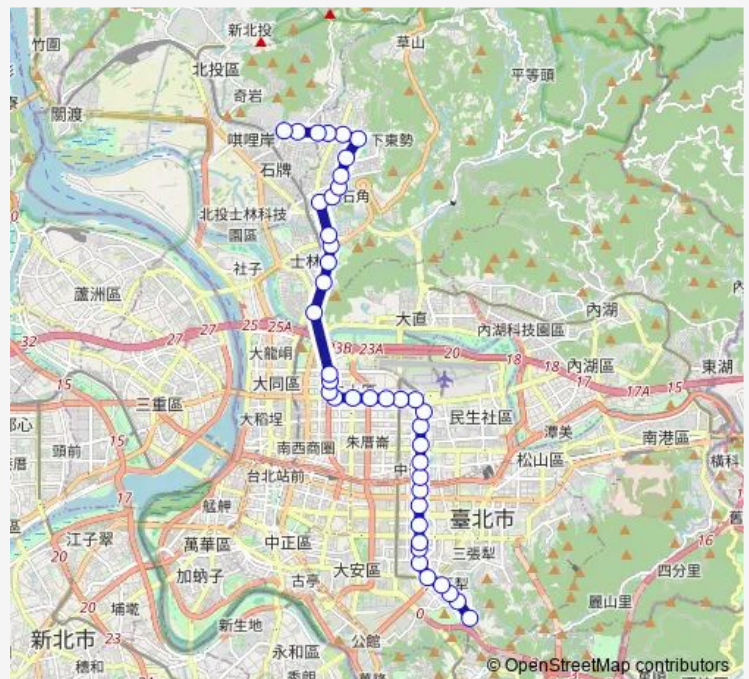 竹圍
新北投
草山
北投區
平等頭
奇岩
關渡
唭哩岸
下東勢
石牌
石角
北投士林科技
園區
士林
社子
蘆洲區
內湖
大直
內湖科技園區
27
27
25
25A
32
大龍峒
23B
23A
20
18
18
內湖區
東湖
15
大同區
17A
15
三重區
大稻埕
民生社區
潭美
南港區
頭前
15
南西商圈
朱厝崙
橫科
台北站前
松山區
17
艋舺
臺北市
16
江子翠
萬華區
中正區
三張犁
20
加蚋子
大安區
四分里
古亭
20
埔墘
0
麗山里
新生地
公館
新北市
23
永和區
3
© OpenStreetMap contributors